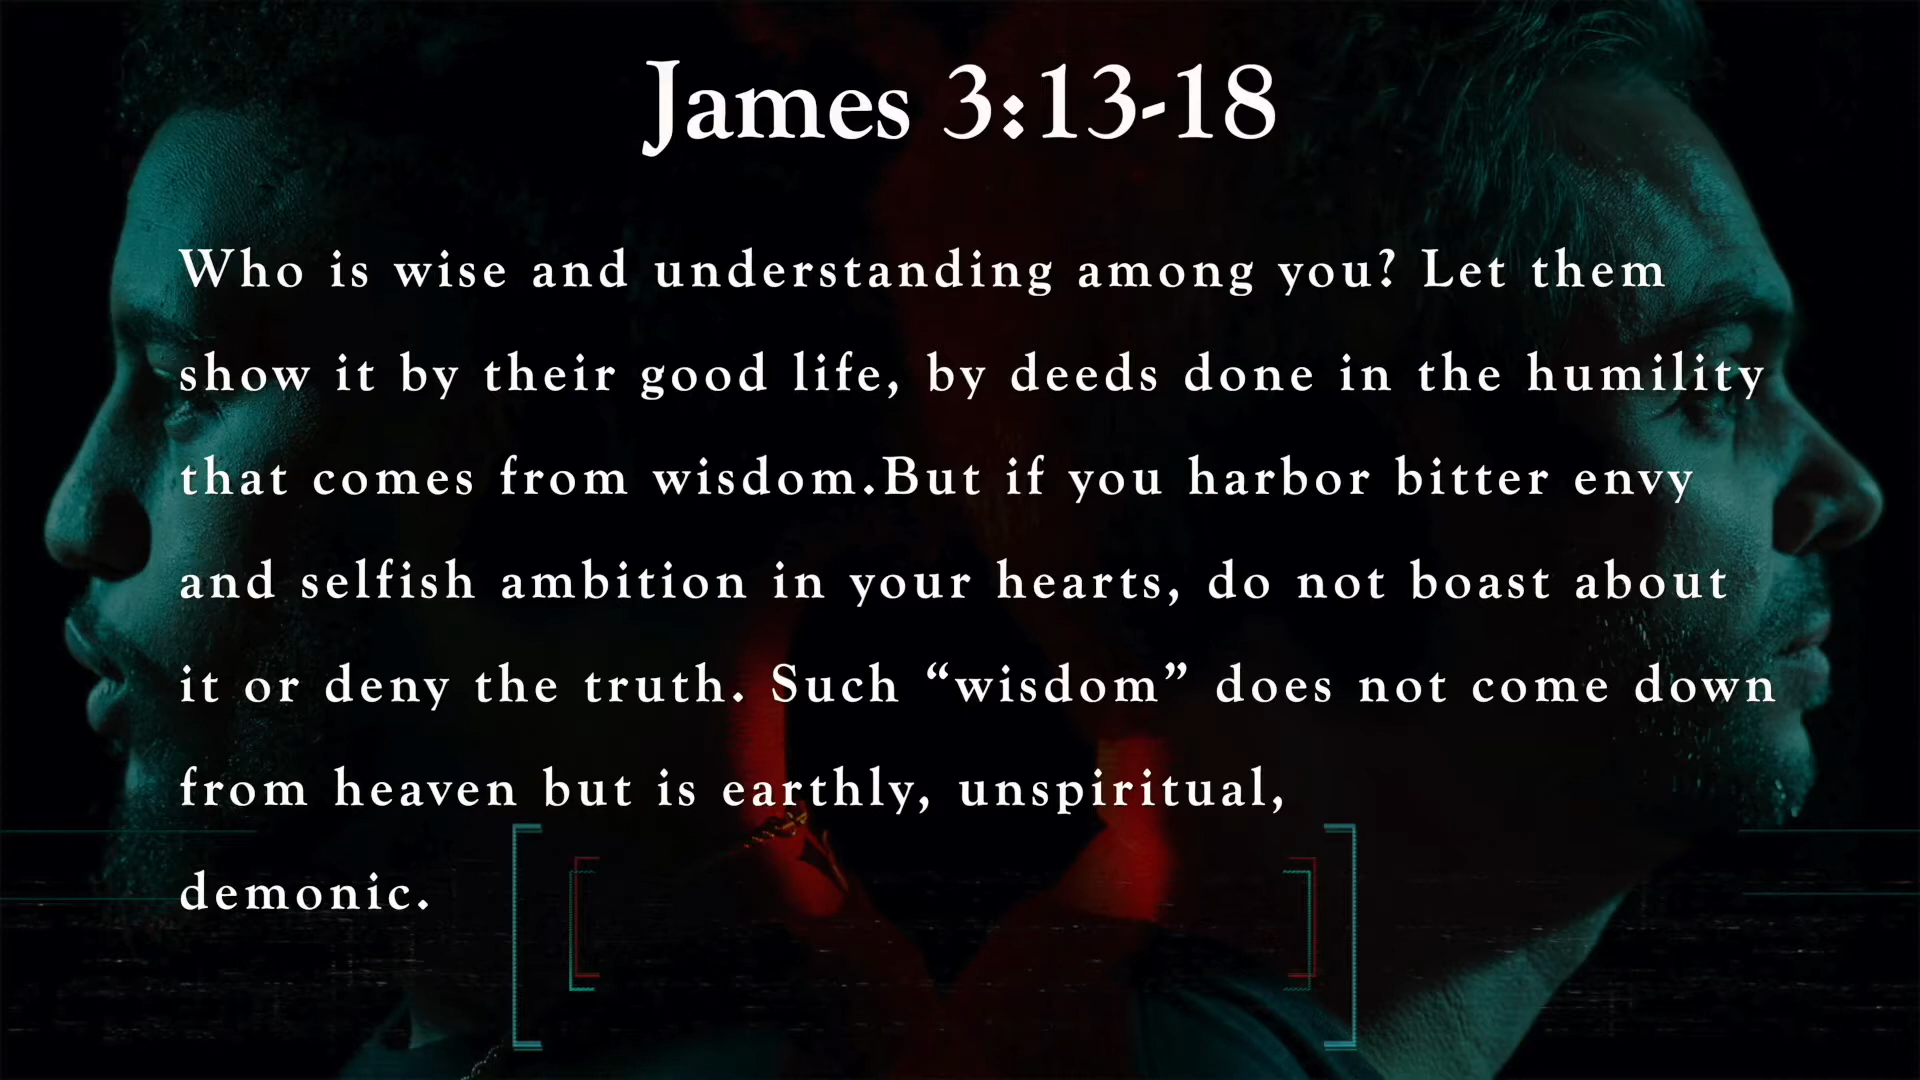 James 3:13-18
Who is wise and understanding among you? Let them
show it by their good life, by deeds done in the humility
that comes from wisdom.But if you harbor bitter envy
and selfish ambition in your hearts, do not boast about
it or deny the truth. Such “wisdom” does not come down
from heaven but is earthly, unspiritual,
demonic.